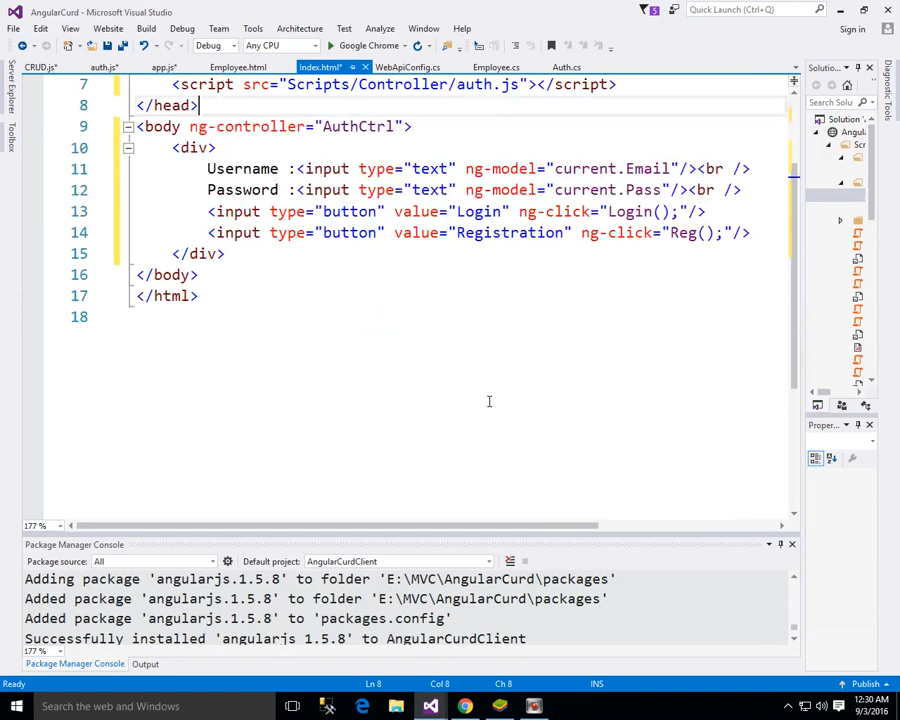 AngularCurd - Microsoft Visual Studio
5
Quick Launch (Ctrl+Q)
File Edit View Website Build Debug Team Tools Architecture Test Analyze Window Help
Sign in
Debug Any CPU Google Chrome
Server Explorer
Toolbox
CRUD.js* auth.js* app.js* Employee.html Index.html* WebApiConfig.cs Employee.cs Auth.cs
7 <script src="Scripts/Controller/auth.js"></script>
8 </head>
9 <body ng-controller="AuthCtrl">
10 <div>
11 Username :<input type="text" ng-model="current.Email"/><br />
12 Password :<input type="text" ng-model="current.Pass"/><br />
13 <input type="button" value="Login" ng-click="Login();"/>
14 <input type="button" value="Registration" ng-click="Reg();"/>
15 </div>
16 </body>
17 </html>
18
177 %
Solutio...
Search Solu
Solution '
Angul
Scr
Diagnostic Tools
Proper...
Package Manager Console
Package source: All Default project: AngularCurdClient
Adding package 'angularjs.1.5.8' to folder 'E:\MVC\AngularCurd\packages'
Added package 'angularjs.1.5.8' to folder 'E:\MVC\AngularCurd\packages'
Added package 'angularjs.1.5.8' to 'packages.config'
Successfully installed 'angularjs 1.5.8' to AngularCurdClient
177 %
Package Manager Console Output
Ready Ln 8 Col 8 Ch 8 INS Publish
Search the web and Windows
12:30 AM
9/3/2016